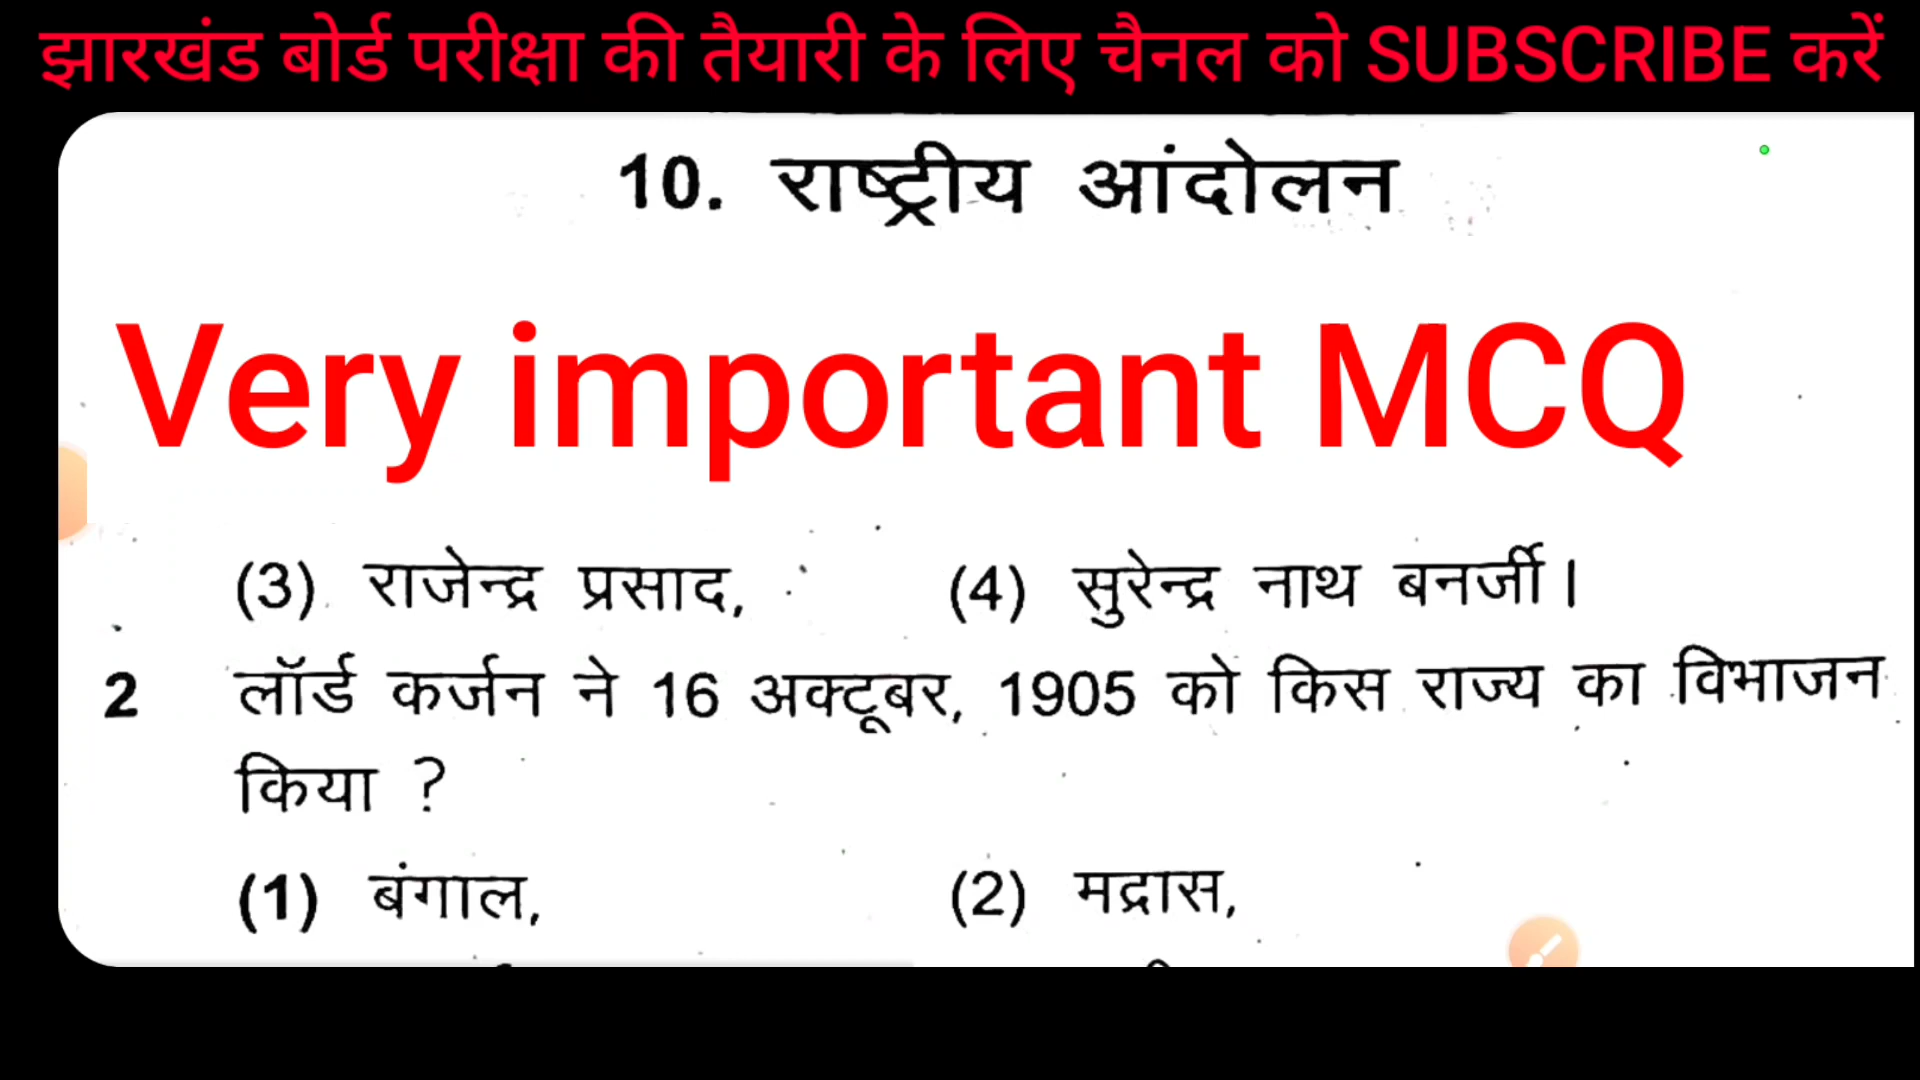 झारखंड बोर्ड परीक्षा की तैयारी के लिए चैनल को SUBSCRIBE करें
10. राष्ट्रीय आंदोलन
Very important MCQ
(3) राजेन्द्र प्रसाद, (4) सुरेन्द्र नाथ बनर्जी।
2 लॉर्ड कर्जन ने 16 अक्टूबर, 1905 को किस राज्य का विभाजन
किया ?
(1) बंगाल, (2) मद्रास,